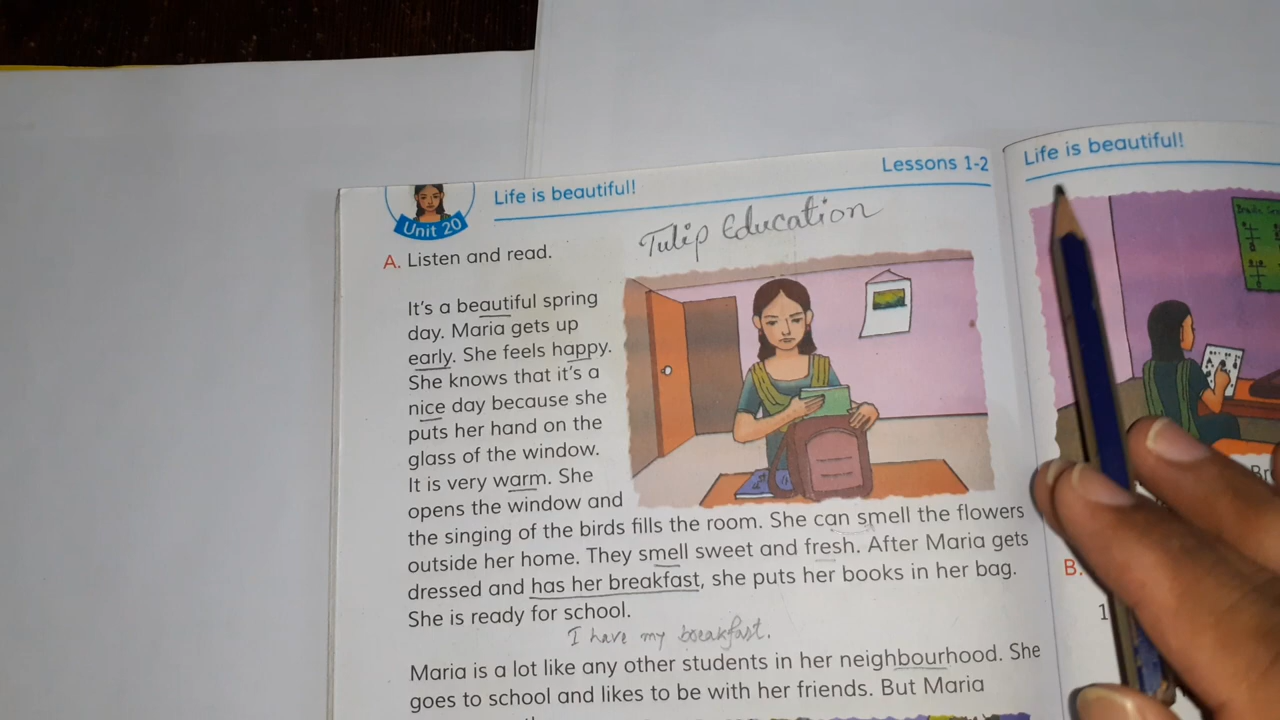 Life is beautiful!
Lessons 1-2
Unit 20
Tulip Education
A. Listen and read.
It's a beautiful spring
day. Maria gets up
early. She feels happy.
She knows that it's a
nice day because she
puts her hand on the
glass of the window.
It is very warm. She
opens the window and
the singing of the birds fills the room. She can smell the flowers
outside her home. They smell sweet and fresh. After Maria gets
dressed and has her breakfast, she puts her books in her bag.
She is ready for school.
I have my breakfast.
Maria is a lot like any other students in her neighbourhood. She
goes to school and likes to be with her friends. But Maria
Life is beautiful!
B.
1